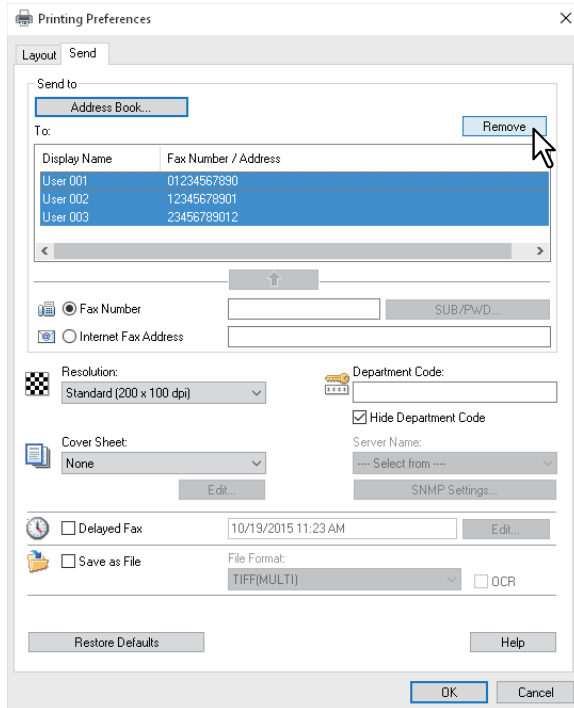 Printing Preferences
Layout Send
Send to
Address Book...
To:
Remove
Display Name Fax Number / Address
User 001 01234567890
User 002 12345678901
User 003 23456789012
Fax Number SUB/PWD...
Internet Fax Address
Resolution: Department Code:
Standard (200 x 100 dpi)
Hide Department Code
Cover Sheet: Server Name:
None ---- Select from ----
Edit... SNMP Settings...
Delayed Fax 10/19/2015 11:23 AM Edit...
Save as File File Format:
TIFF(MULTI) OCR
Restore Defaults Help
OK Cancel